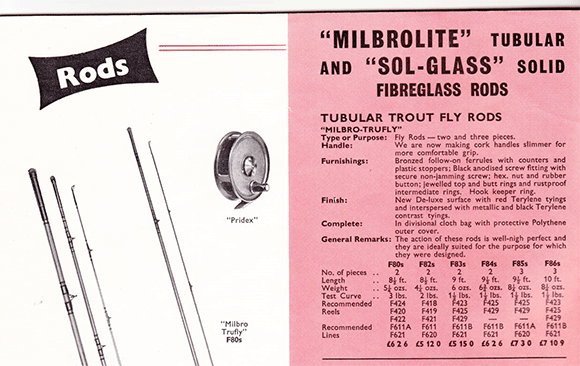 Rods
"Pridex"
"Milbro
Trufly"
F80s
"MILBROLITE" TUBULAR
AND "SOL-GLASS" SOLID
FIBREGLASS RODS
TUBULAR TROUT FLY RODS
"MILBRO-TRUFLY"
Type or Purpose: Fly Rods — two and three pieces.
Handle: We are now making cork handles slimmer for
more comfortable grip.
Furnishings: Bronzed follow-on ferrules with counters and
plastic stoppers; Black anodised screw fitting with
secure non-jamming screw; hex. nut and rubber
button; jewelled top and butt rings and rustproof
intermediate rings. Hook keeper ring.
Finish: New De-luxe surface with red Terylene tyings
and interspersed with metallic and black Terylene
contrast tyings.
Complete: In divisional cloth bag with protective Polythene
outer cover.
General Remarks: The action of these rods is well-nigh perfect and
they are ideally suited for the purpose for which
they were designed.
F80s F82s F83s F84s F85s F86s
No. of pieces .. 2 2 2 2 3 3
Length .. 8½ ft. 8½ ft. 9 ft. 9½ ft. 9½ ft. 10 ft.
Weight .. 5¼ ozs. 4½ ozs. 6 ozs. 6¾ ozs. 8¼ ozs. 8½ ozs.
Test Curve .. 3 lbs. 2 lbs. 1½ lbs. 1½ lbs. 1½ lbs. 1½ lbs.
Recommended F424 F418 F423 F425 F425 F423
Reels F420 F419 F425 F429 F429 F425
F422 F421 F429 — — F429
Recommended F611A F611 F611B F611B F611A F611B
Lines F621 F620 F621 F621 F620 F621
£6 2 6 £5 12 0 £5 15 0 £6 2 6 £7 3 0 £7 10 9